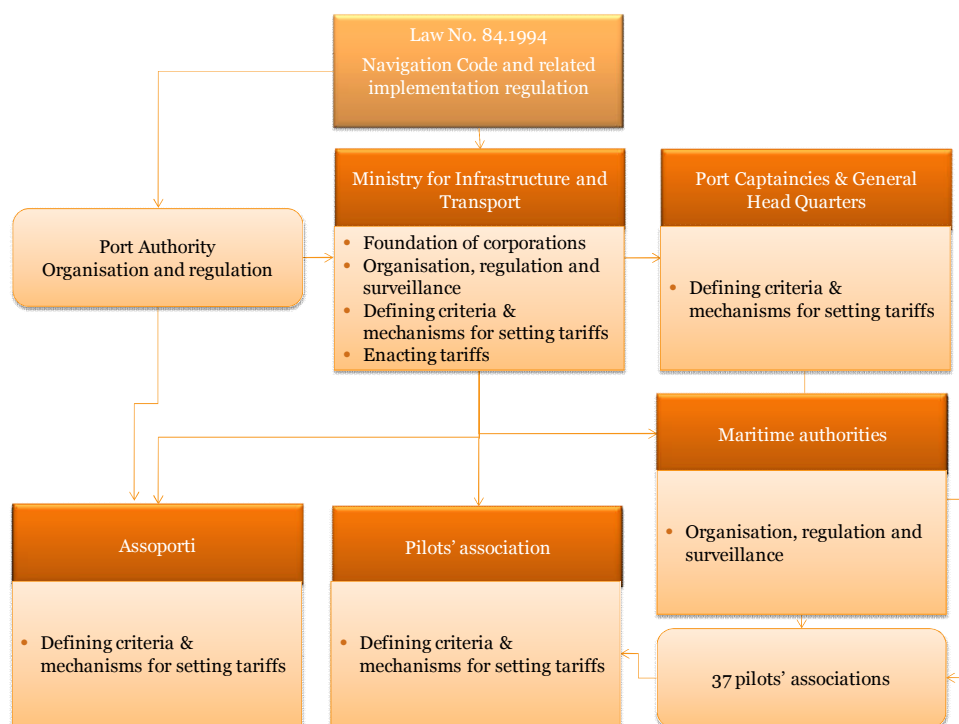 Law No. 84.1994
Navigation Code and related
implementation regulation
Ministry for Infrastructure and
Transport
Port Captaincies & General
Head Quarters
Port Authority
Organisation and regulation
• Foundation of corporations
• Organisation, regulation and
surveillance
• Defining criteria &
mechanisms for setting tariffs
• Enacting tariffs
• Defining criteria &
mechanisms for setting tariffs
Maritime authorities
• Organisation, regulation and
surveillance
Assoporti
Pilots' association
• Defining criteria &
mechanisms for setting tariffs
• Defining criteria &
mechanisms for setting tariffs
37 pilots' associations